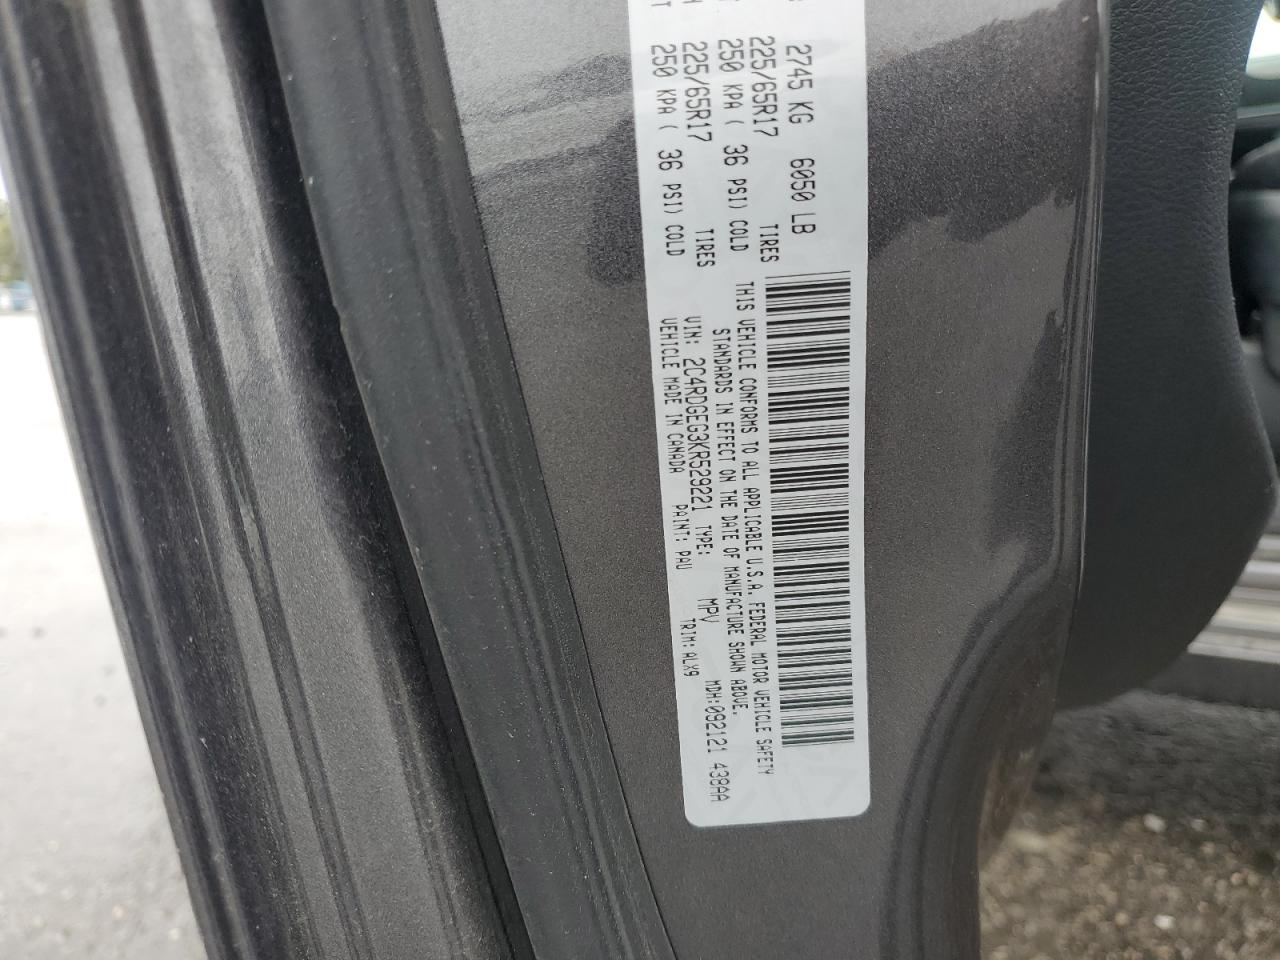 2745 KG 6050 LB
TIRES
225/65R17
250 KPA ( 36 PSI) COLD
TIRES
225/65R17
250 KPA ( 36 PSI) COLD
THIS VEHICLE CONFORMS TO ALL APPLICABLE U.S.A. FEDERAL MOTOR VEHICLE SAFETY
STANDARDS IN EFFECT ON THE DATE OF MANUFACTURE SHOWN ABOVE.
VIN: 2C4RDGEG3KR529221 TYPE: MPV MDH:092121 438AA
VEHICLE MADE IN CANADA PAINT: PAU TRIM:ALX9